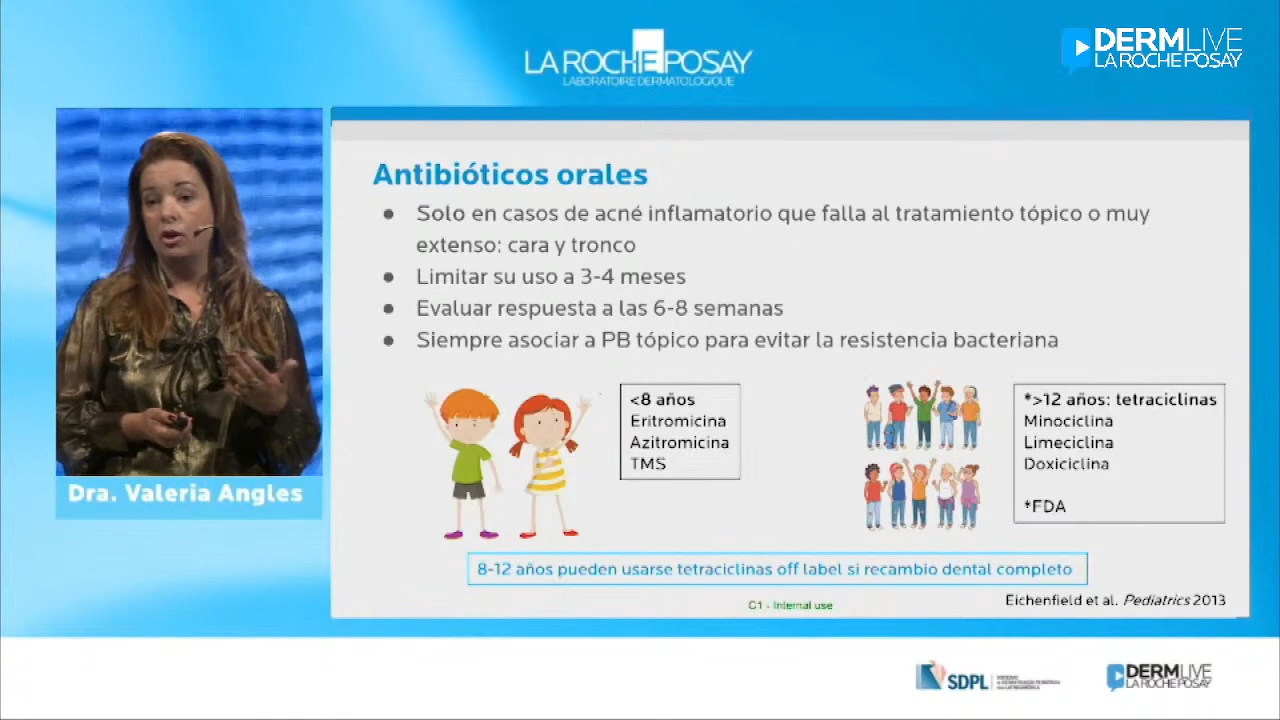 LA ROCHE POSAY
LABORATOIRE DERMATOLOGIQUE
DERMLIVE
LA ROCHE POSAY
Antibióticos orales
● Solo en casos de acné inflamatorio que falla al tratamiento tópico o muy
extenso: cara y tronco
● Limitar su uso a 3-4 meses
● Evaluar respuesta a las 6-8 semanas
● Siempre asociar a PB tópico para evitar la resistencia bacteriana
<8 años
Eritromicina
Azitromicina
TMS
*>12 años: tetraciclinas
Minociclina
Limeciclina
Doxiciclina
*FDA
Dra. Valeria Angles
8-12 años pueden usarse tetraciclinas off label si recambio dental completo
Eichenfield et al. Pediatrics 2013
C1 - Internal use
SDPL
DERMLIVE
LA ROCHE POSAY